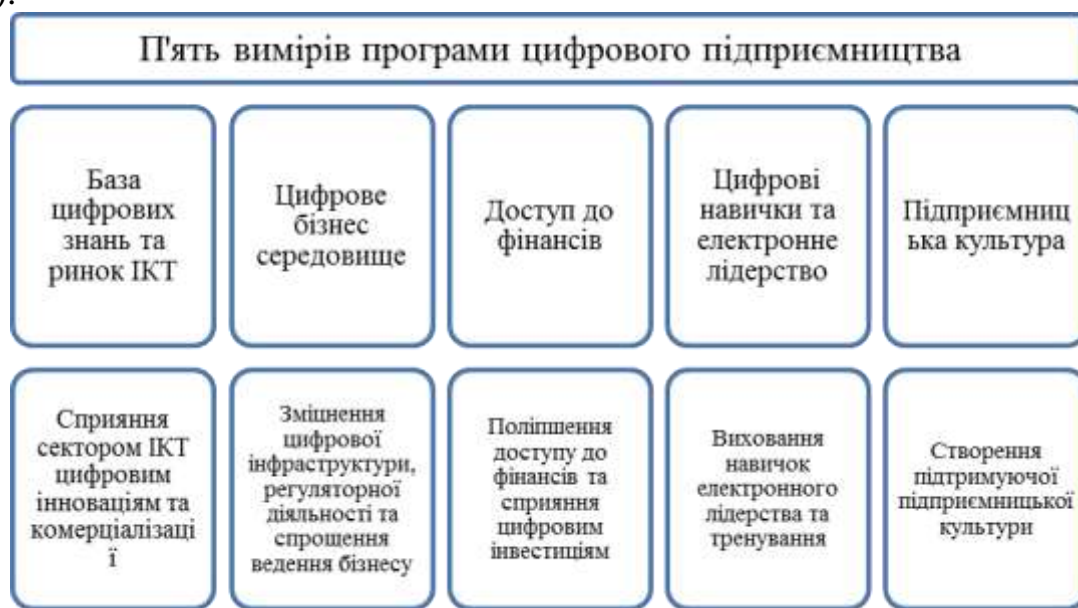 ).
П'ять вимірів програми цифрового підприємництва
База
цифрових
знань та
ринок ІКТ
Цифрове
бізнес
середовище
Доступ до
фінансів
Цифрові
навички та
електронне
лідерство
Підприємниц
ька культура
Сприяння
сектором ІКТ
цифровим
інноваціям та
комерціалізаці
ї
Зміцнення
цифрової
інфраструктури,
регуляторної
діяльності та
спрошення
ведення бізнесу
Поліпшення
доступу до
фінансів та
сприяння
цифровим
інвестиціям
Виховання
навичок
електронного
лідерства та
тренування
Створення
підтримуючої
підприємницької
культури